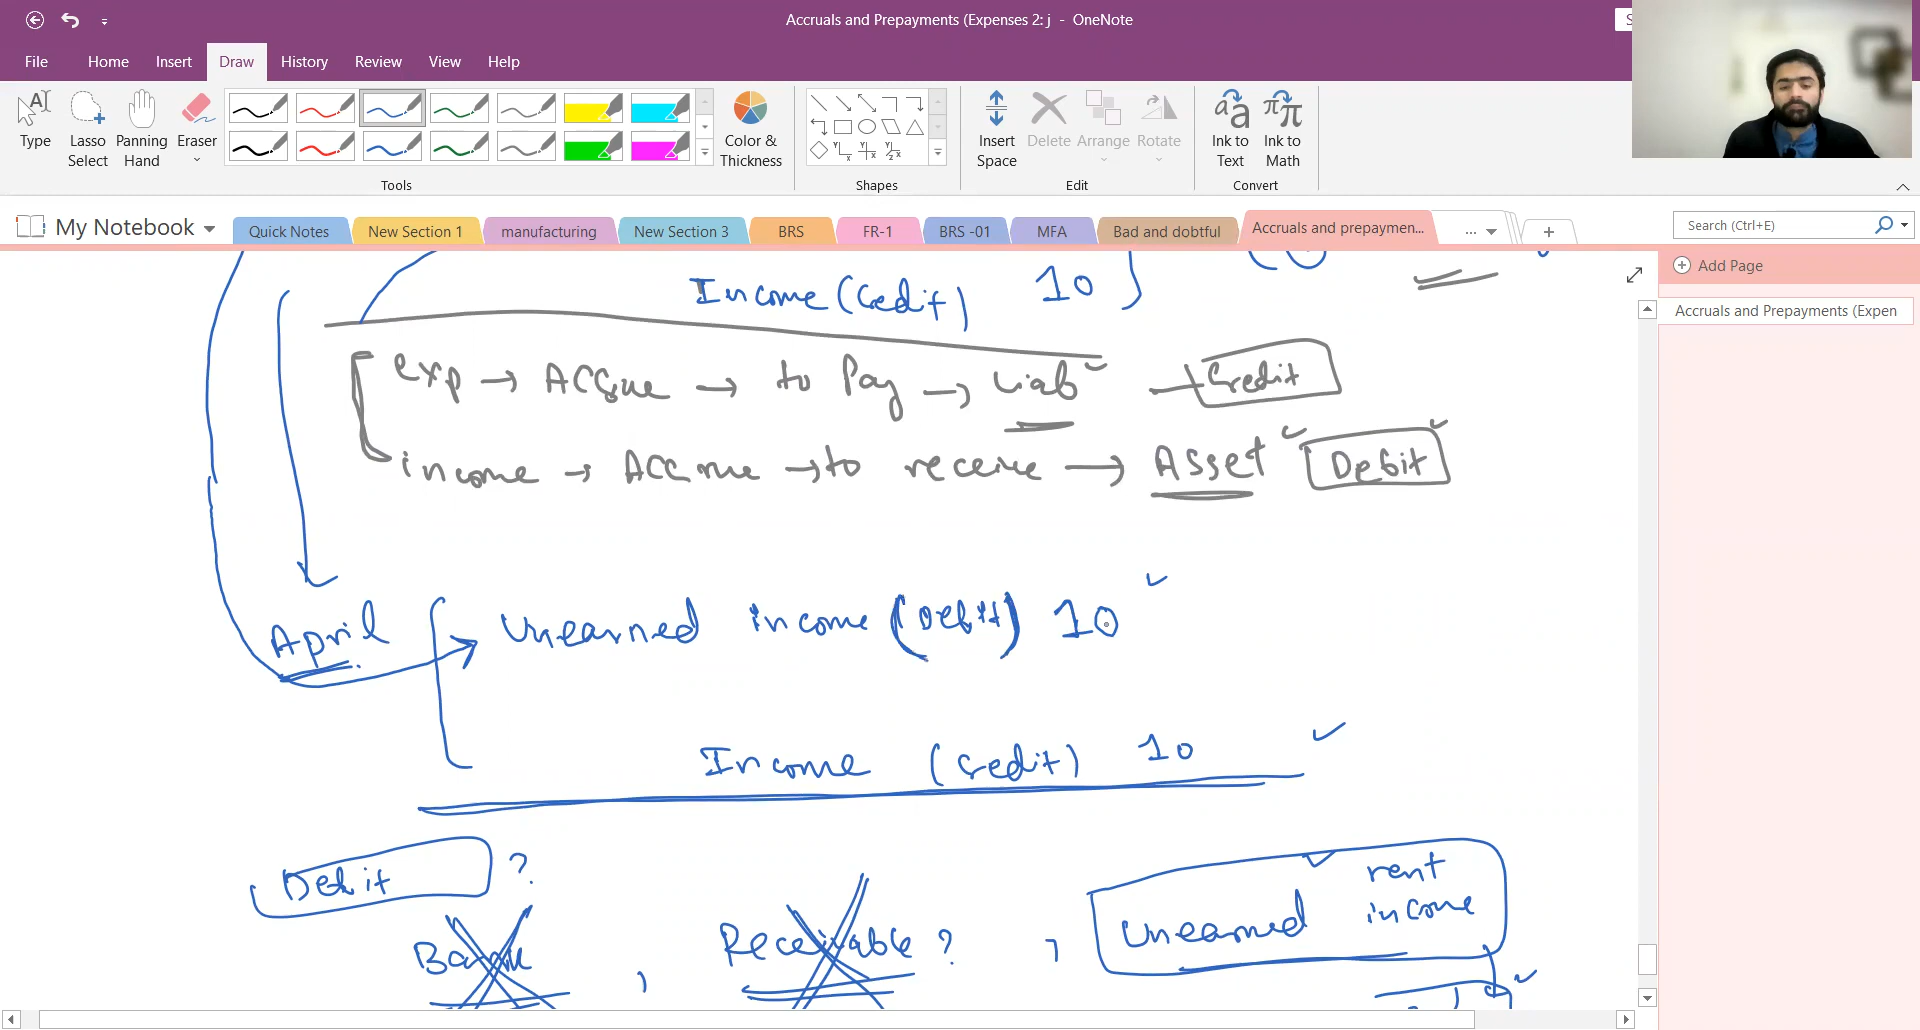 Accruals and Prepayments (Expenses 2: j - OneNote
File Home Insert Draw History Review View Help
Type Lasso Select Panning Hand Eraser
Color & Thickness
Insert Space Delete Arrange Rotate
Ink to Text Ink to Math
Tools Shapes Edit Convert
My Notebook Quick Notes New Section 1 manufacturing New Section 3 BRS FR-1 BRS -01 MFA Bad and doubtful Accruals and prepaymen... ... + Search (Ctrl+E)
Add Page
Accruals and Prepayments (Expen
Income (Credit) 10
exp → Accrue → to Pay → Liab Credit
income → Accrue → to receive → Asset Debit
April Unearned income (Debit) 10
Income (Credit) 10
Debit ?
Bank , Receivable ? , Unearned rent income